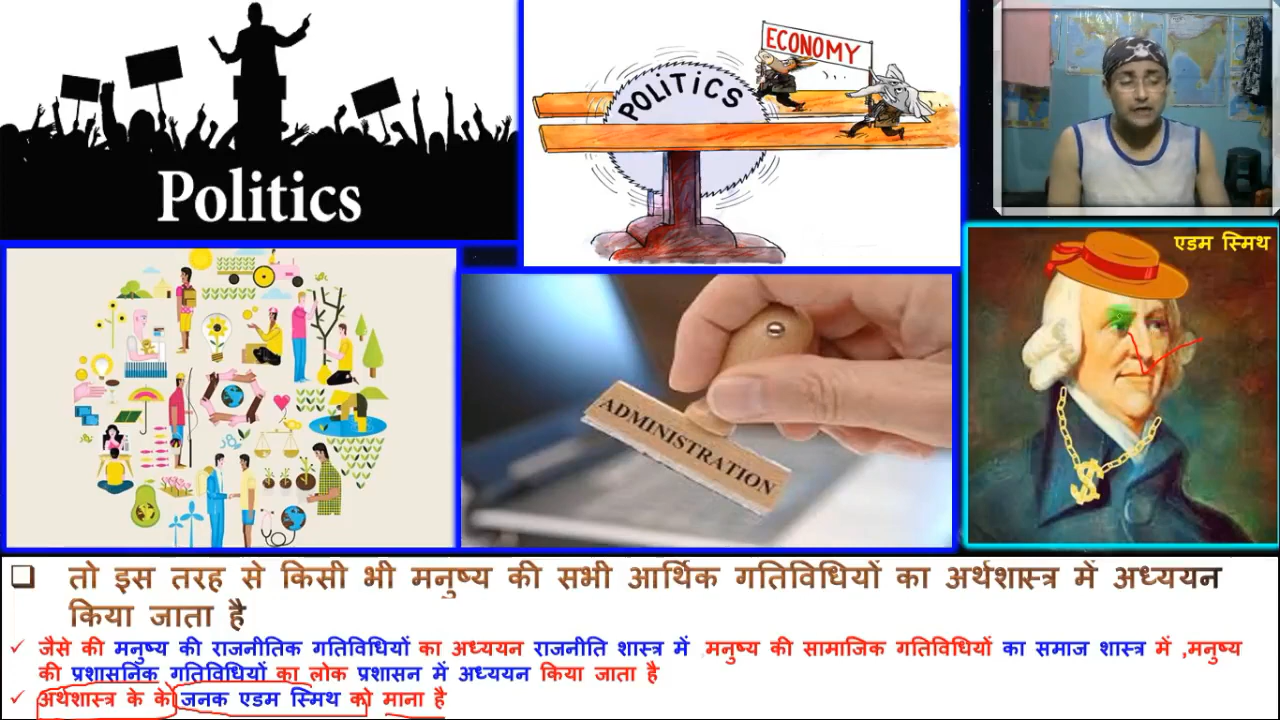 Politics
POLITICS
ECONOMY
एडम स्मिथ
ADMINISTRATION
तो इस तरह से किसी भी मनुष्य की सभी आर्थिक गतिविधियों का अर्थशास्त्र में अध्ययन
किया जाता है
जैसे की मनुष्य की राजनीतिक गतिविधियों का अध्ययन राजनीति शास्त्र में मनुष्य की सामाजिक गतिविधियों का समाज शास्त्र में ,मनुष्य
की प्रशासनिक गतिविधियों का लोक प्रशासन में अध्ययन किया जाता है
अर्थशास्त्र के के जनक एडम स्मिथ को माना है